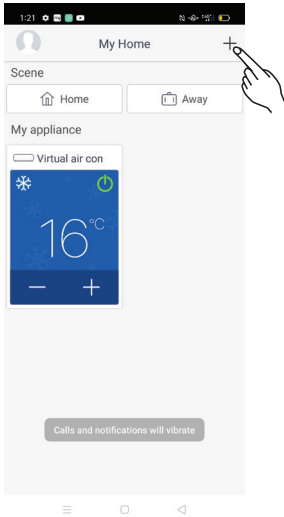 1:21
My Home
Scene
Home
Away
My appliance
Virtual air con
16°C
Calls and notifications will vibrate